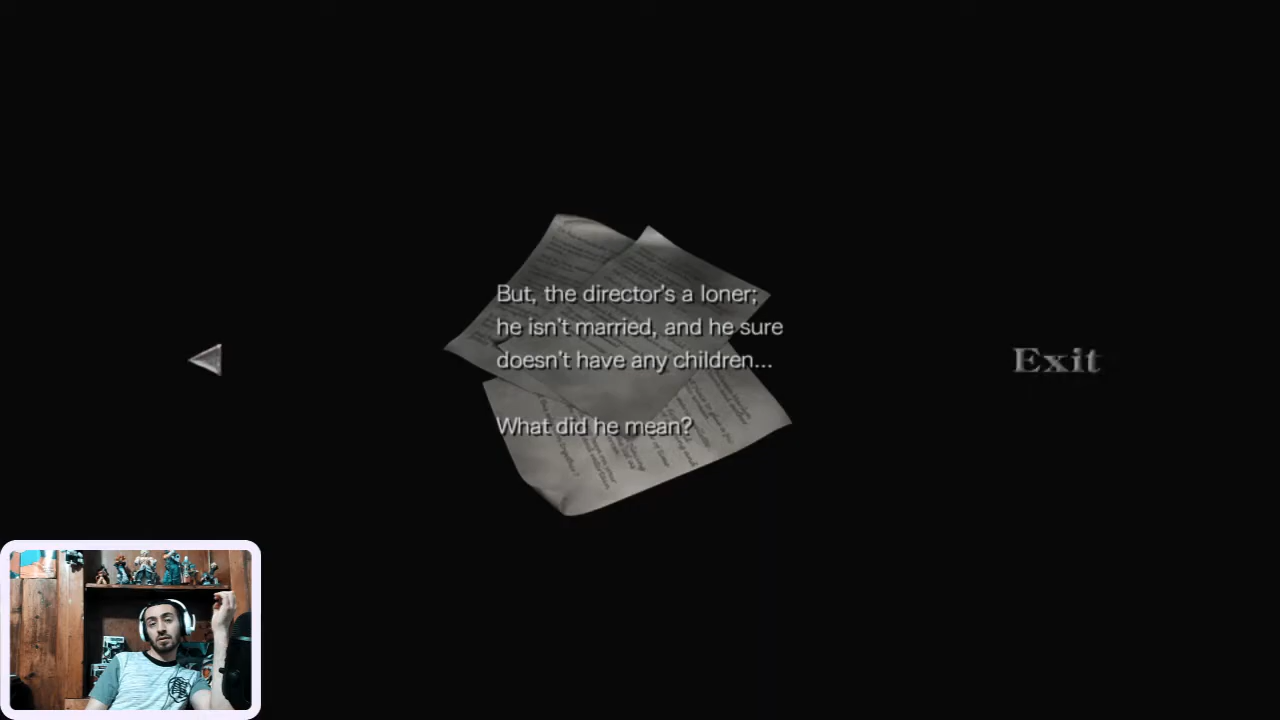 But, the director's a loner;
he isn't married, and he sure
doesn't have any children...
What did he mean?
Exit